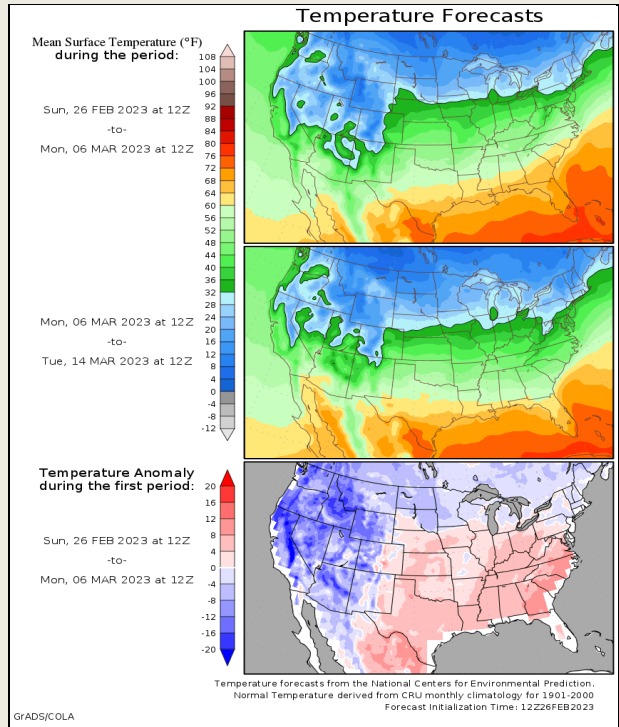 Temperature Forecasts
Mean Surface Temperature (°F)
during the period:
108
104
100
96
92
88
84
80
76
72
68
64
60
56
52
48
44
40
36
32
28
24
20
16
12
8
4
0
-4
-8
-12
Sun, 26 FEB 2023 at 12Z
-to-
Mon, 06 MAR 2023 at 12Z
Mon, 06 MAR 2023 at 12Z
-to-
Tue, 14 MAR 2023 at 12Z
Temperature Anomaly
during the first period:
20
16
12
8
4
0
-4
-8
-12
-16
-20
Sun, 26 FEB 2023 at 12Z
-to-
Mon, 06 MAR 2023 at 12Z
Temperature forecasts from the National Centers for Environmental Prediction.
Normal Temperature derived from CRU monthly climatology for 1901-2000
Forecast Initialization Time: 12Z26FEB2023
GrADS/COLA